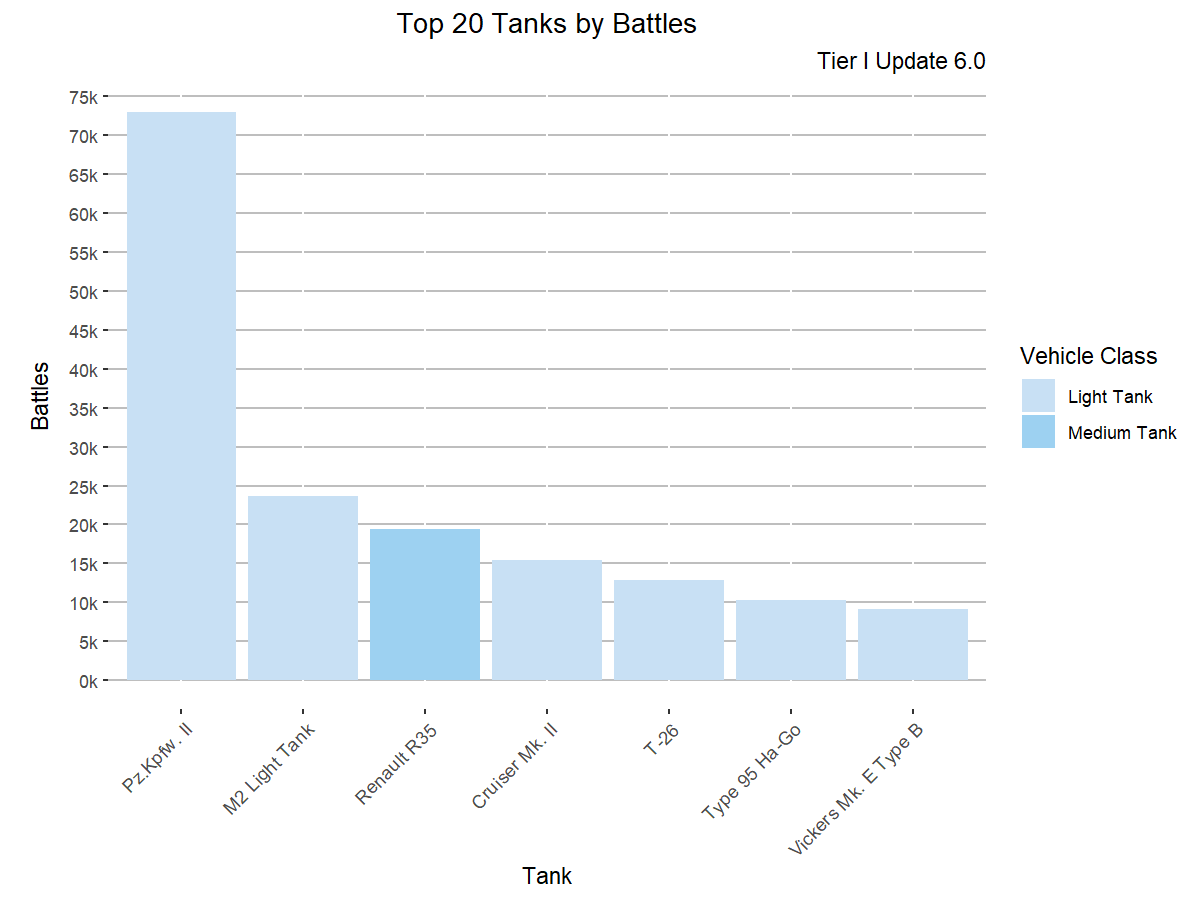 Top 20 Tanks by Battles
Tier I Update 6.0
75k
70k
65k
60k
55k
50k
45k
40k
35k
30k
25k
20k
15k
10k
5k
0k
Battles
Pz.Kpfw. II
M2 Light Tank
Renault R35
Cruiser Mk. II
T-26
Type 95 Ha-Go
Vickers Mk. E Type B
Tank
Vehicle Class
Light Tank
Medium Tank